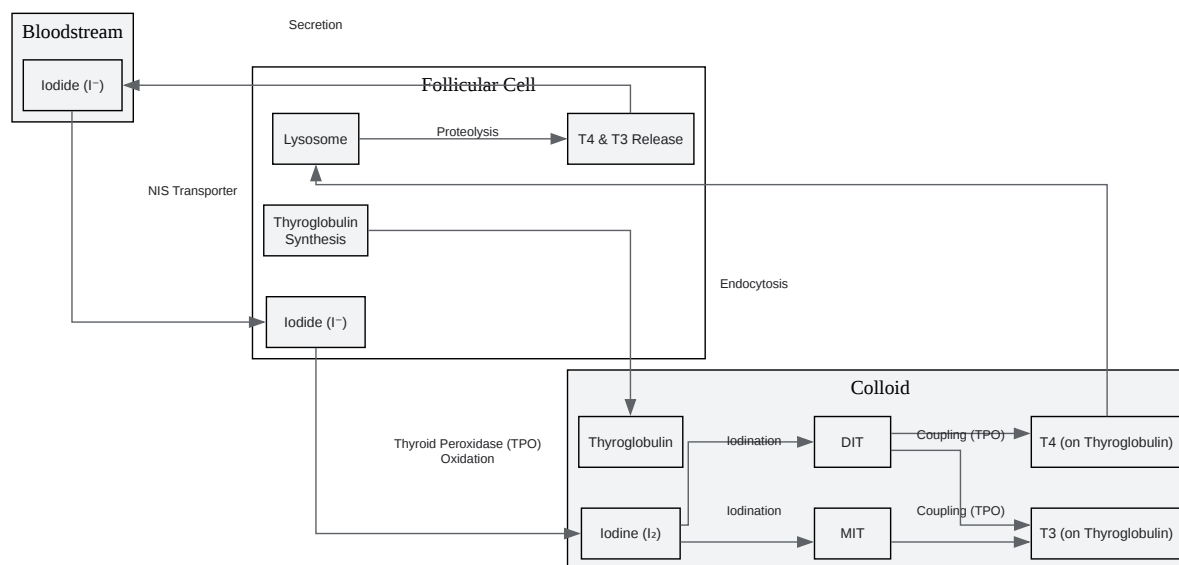 Secretion
Bloodstream
Iodide (I⁻)
Follicular Cell
Lysosome
Proteolysis
T4 & T3 Release
NIS Transporter
Thyroglobulin
Synthesis
Endocytosis
Iodide (I⁻)
Colloid
Thyroid Peroxidase (TPO)
Oxidation
Thyroglobulin
Iodination
DIT
Coupling (TPO)
T4 (on Thyroglobulin)
Iodine (I₂)
Iodination
MIT
Coupling (TPO)
T3 (on Thyroglobulin)